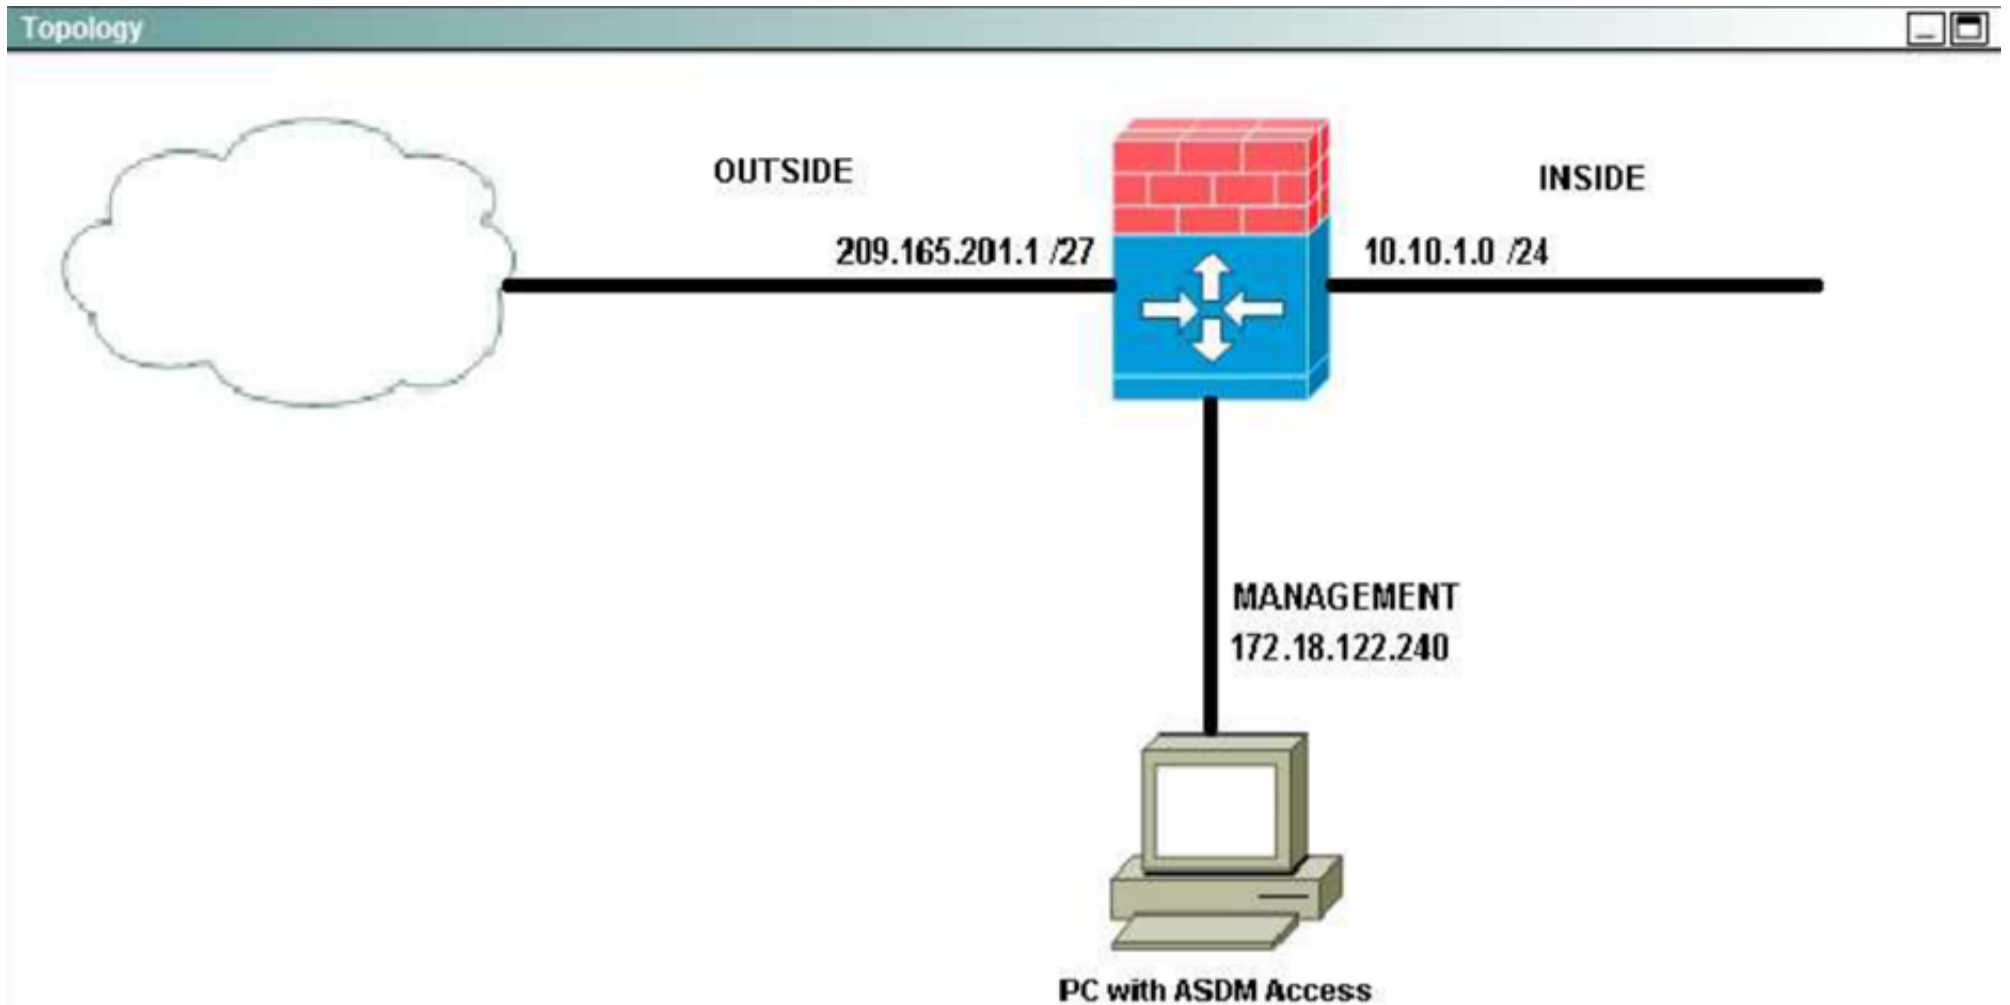 Topology
OUTSIDE
INSIDE
209.165.201.1 /27
10.10.1.0 /24
MANAGEMENT
172.18.122.240
PC with ASDM Access